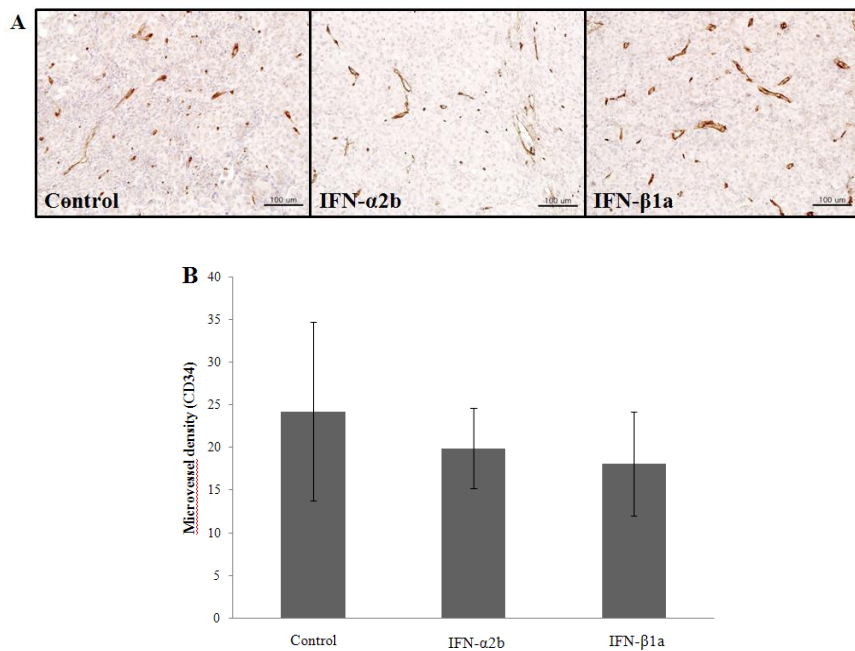 A
Control
100 um
IFN-α2b
100 um
IFN-β1a
100 um
B
40
35
30
25
20
15
10
5
0
Microvessel density (CD34)
Control
IFN-α2b
IFN-β1a